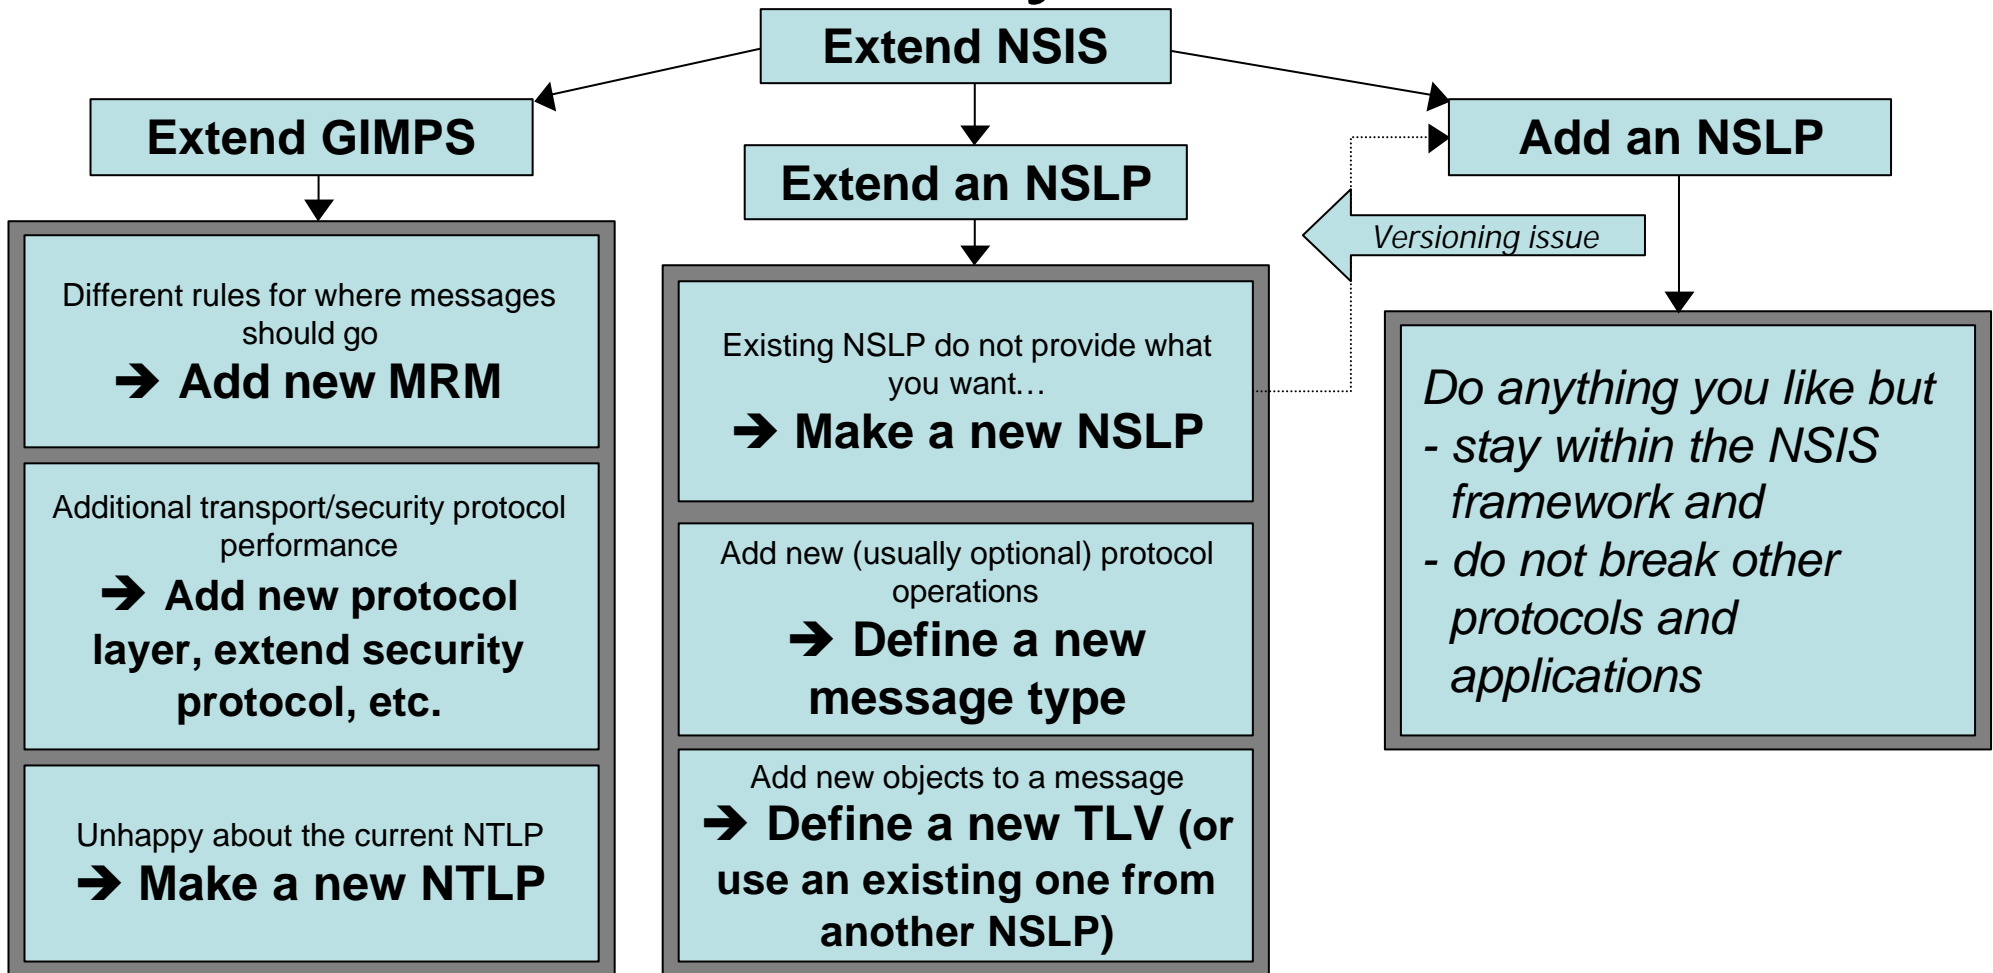 Extend NSIS
Extend GIMPS
Different rules for where messages
should go
➔ Add new MRM
Additional transport/security protocol
performance
➔ Add new protocol
layer, extend security
protocol, etc.
Unhappy about the current NTLP
➔ Make a new NTLP
Extend an NSLP
Existing NSLP do not provide what
you want…
➔ Make a new NSLP
Add new (usually optional) protocol
operations
➔ Define a new
message type
Add new objects to a message
➔ Define a new TLV (or
use an existing one from
another NSLP)
Add an NSLP
Versioning issue
Do anything you like but
- stay within the NSIS
framework and
- do not break other
protocols and
applications